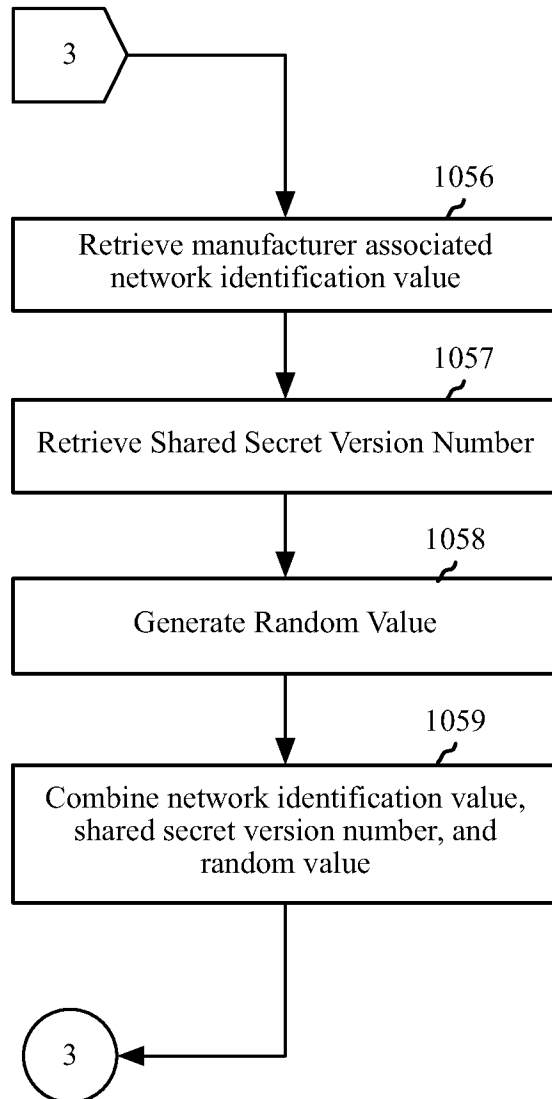 3
1056
Retrieve manufacturer associated
network identification value
1057
Retrieve Shared Secret Version Number
1058
Generate Random Value
1059
Combine network identification value,
shared secret version number, and
random value
3